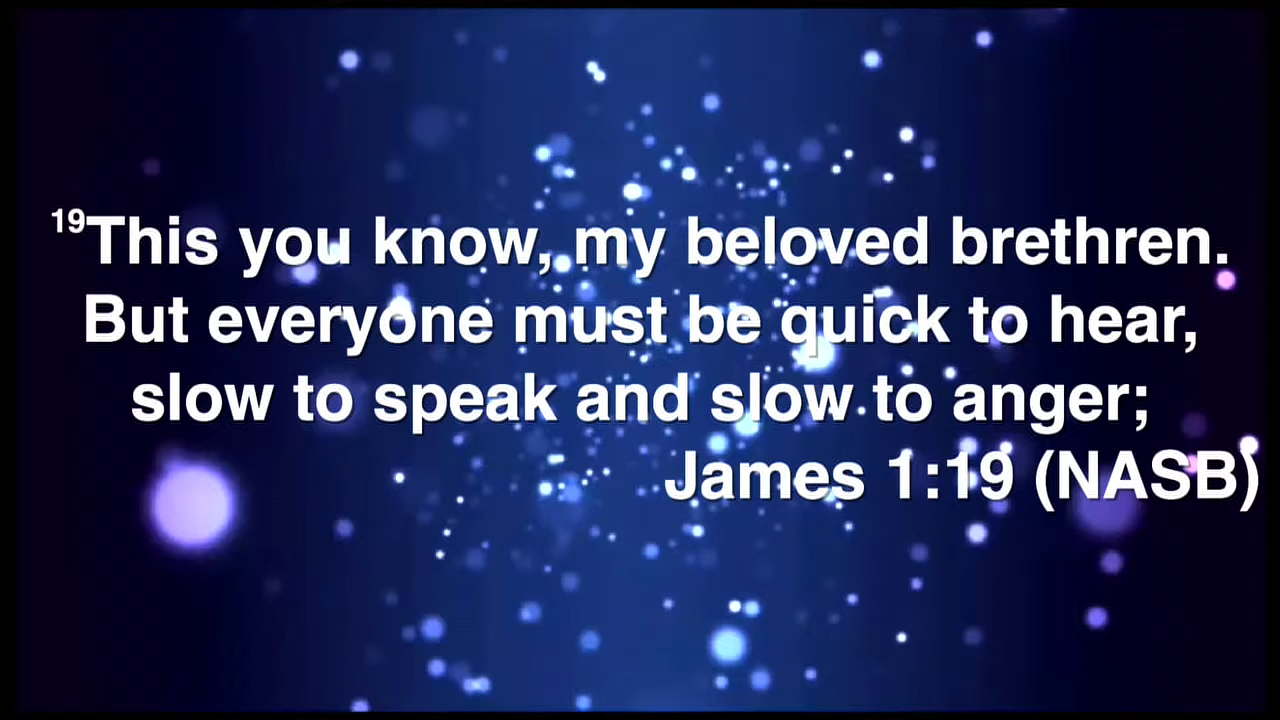 19This you know, my beloved brethren.
But everyone must be quick to hear,
slow to speak and slow to anger;
James 1:19 (NASB)